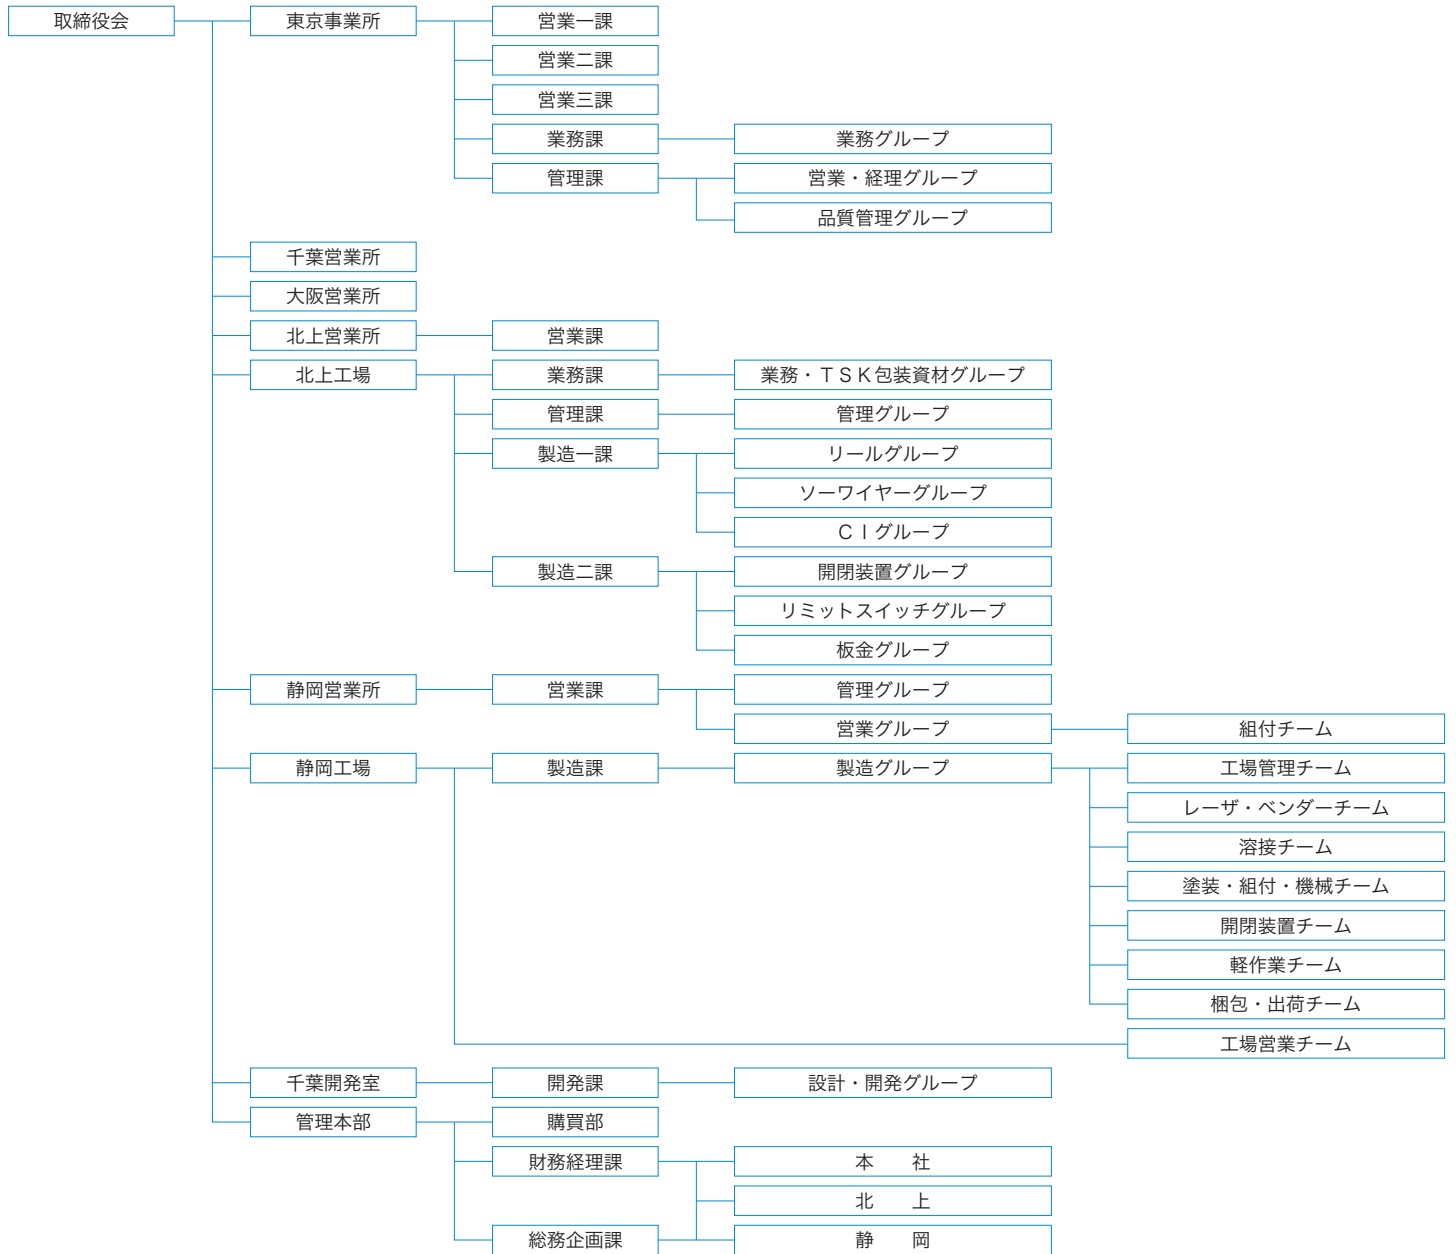 取締役会
東京事業所
営業一課
営業二課
営業三課
業務課
業務グループ
管理課
営業・経理グループ
品質管理グループ
千葉営業所
大阪営業所
北上営業所
営業課
北上工場
業務課
業務・ＴＳＫ包装資材グループ
管理課
管理グループ
製造一課
リールグループ
ソーワイヤーグループ
ＣＩグループ
製造二課
開閉装置グループ
リミットスイッチグループ
板金グループ
静岡営業所
営業課
管理グループ
営業グループ
組付チーム
静岡工場
製造課
製造グループ
工場管理チーム
レーザ・ベンダーチーム
溶接チーム
塗装・組付・機械チーム
開閉装置チーム
軽作業チーム
梱包・出荷チーム
工場営業チーム
千葉開発室
開発課
設計・開発グループ
管理本部
購買部
財務経理課
本　　社
北　　上
総務企画課
静　　岡